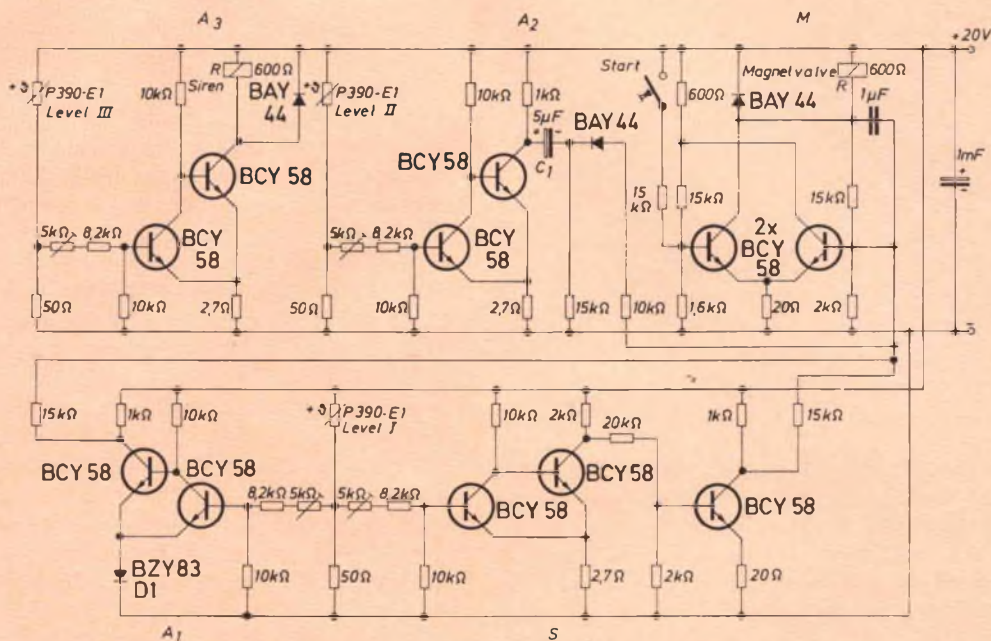 A3
A2
M
+20V
P390-E1
Level III
10kΩ
R
Siren
600Ω
BAY
44
P390-E1
Level II
10kΩ
1kΩ
Start
600Ω
Magnetvalve
R
600Ω
1µF
BAY 44
5µF
+
-
C1
BAY 44
BCY 58
BCY 58
15
kΩ
15kΩ
15kΩ
1mF
+
-
5kΩ
8,2kΩ
BCY
58
5kΩ
8,2kΩ
BCY
58
2x
BCY
58
50Ω
10kΩ
2,7Ω
50Ω
10kΩ
2,7Ω
15kΩ
10kΩ
1,6kΩ
20Ω
2kΩ
15kΩ
1kΩ
10kΩ
P390-E1
Level I
10kΩ
2kΩ
20kΩ
1kΩ
15kΩ
BCY 58
BCY 58
8,2kΩ
5kΩ
5kΩ
8,2kΩ
BCY 58
BCY 58
BCY 58
BZY83
D1
10kΩ
50Ω
10kΩ
2,7Ω
2kΩ
20Ω
A1
S